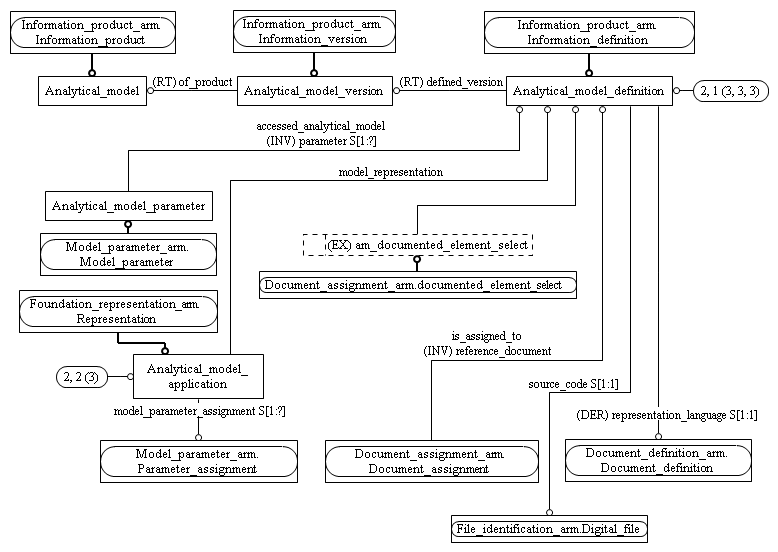 Information_product_arm.
Information_product
Information_product_arm.
Information_version
Information_product_arm.
Information_definition
Analytical_model
(RT) of_product
Analytical_model_version
(RT) defined_version
Analytical_model_definition
2, 1 (3, 3, 3)
accessed_analytical_model
(INV) parameter S[1:?]
model_representation
Analytical_model_parameter
Model_parameter_arm.
Model_parameter
(EX) am_documented_element_select
Document_assignment_arm.documented_element_select
Foundation_representation_arm.
Representation
is_assigned_to
(INV) reference_document
Analytical_model_
application
2, 2 (3)
source_code S[1:1]
model_parameter_assignment S[1:?]
(DER) representation_language S[1:1]
Model_parameter_arm.
Parameter_assignment
Document_assignment_arm.
Document_assignment
Document_definition_arm.
Document_definition
File_identification_arm.Digital_file